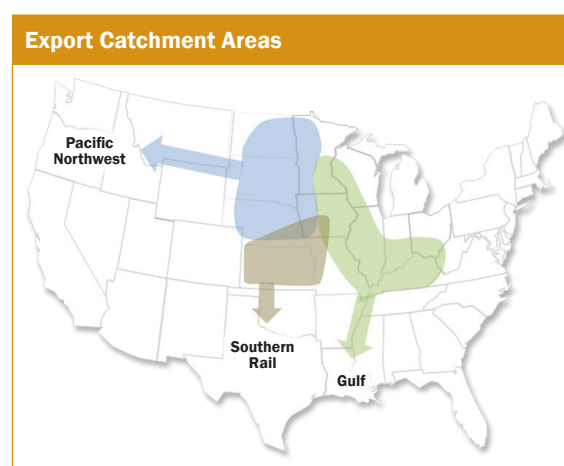 Export Catchment Areas
Pacific
Northwest
Southern
Rail
Gulf